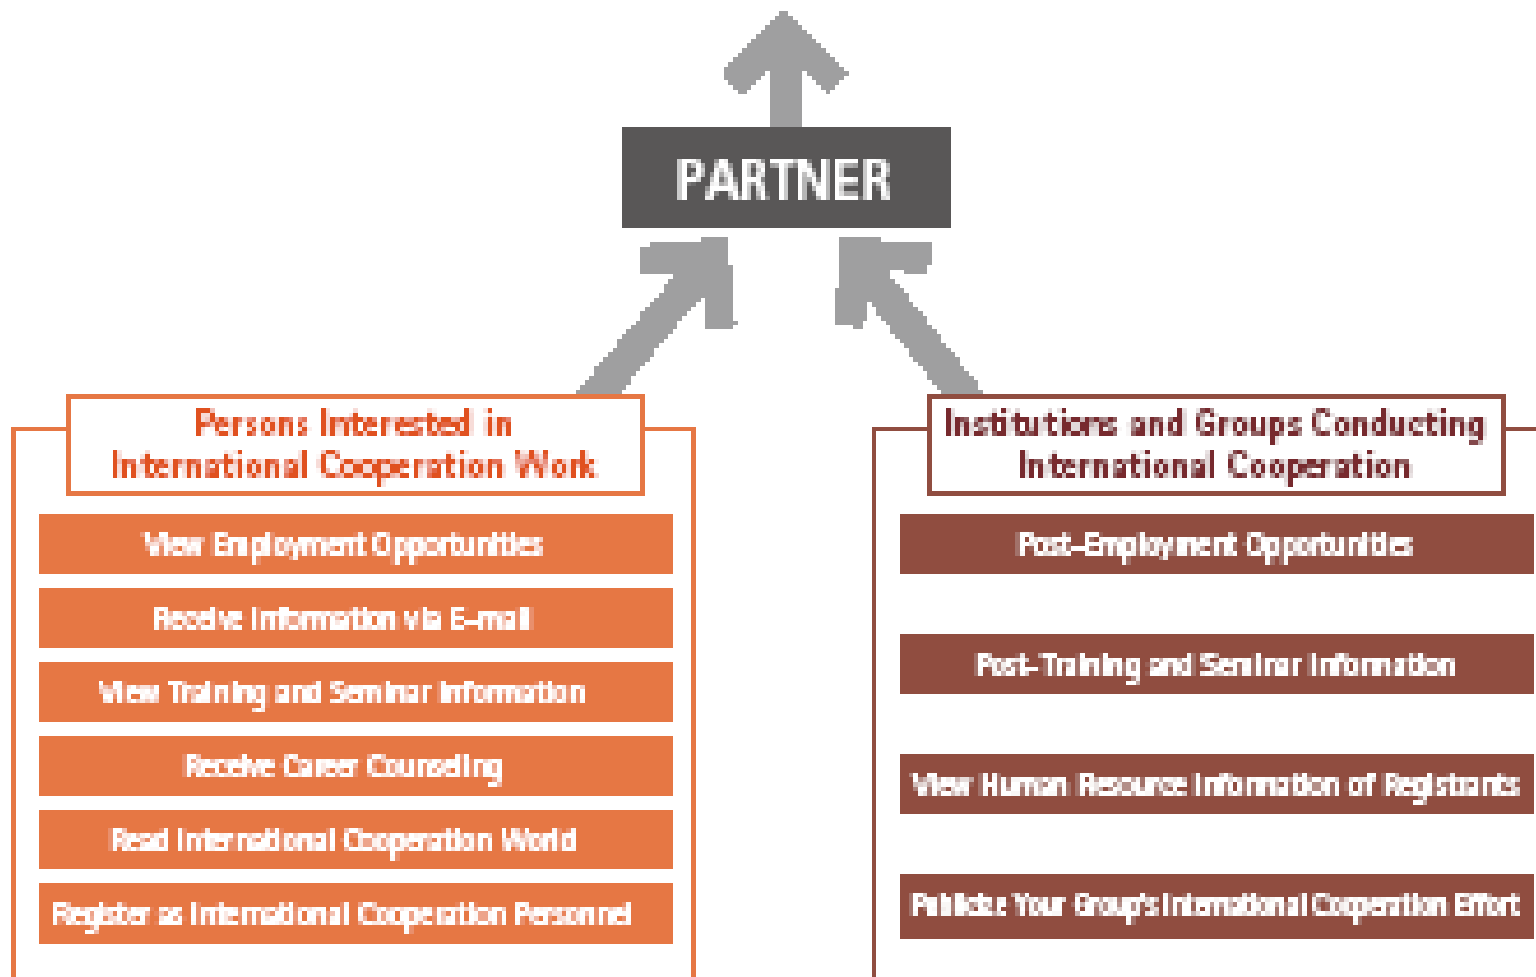 PARTNER
Persons Interested in
International Cooperation Work
View Employment Opportunities
Receive Information via E-mail
View Training and Seminar Information
Receive Career Counseling
Read International Cooperation World
Register as International Cooperation Personnel
Institutions and Groups Conducting
International Cooperation
Post-Employment Opportunities
Post-Training and Seminar Information
View Human Resource Information of Registrants
Publicize Your Group's International Cooperation Effort